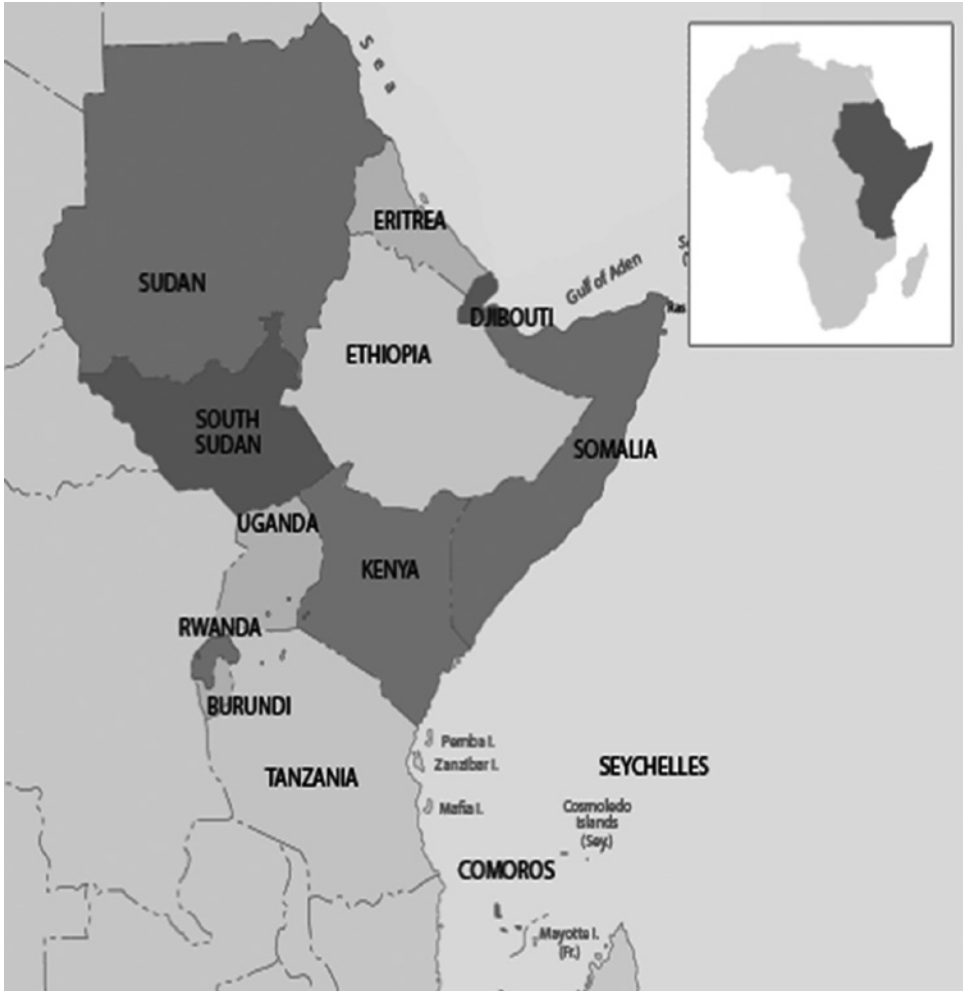 Sea
ERITREA
SUDAN
Gulf of Aden
DJIBOUTI
Ras
ETHIOPIA
SOUTH
SUDAN
SOMALIA
UGANDA
KENYA
RWANDA
BURUNDI
Pemba I.
Zanzibar I.
SEYCHELLES
TANZANIA
Mafia I.
Cosmoledo
Islands
(Sey.)
COMOROS
Mayotte I.
(Fr.)